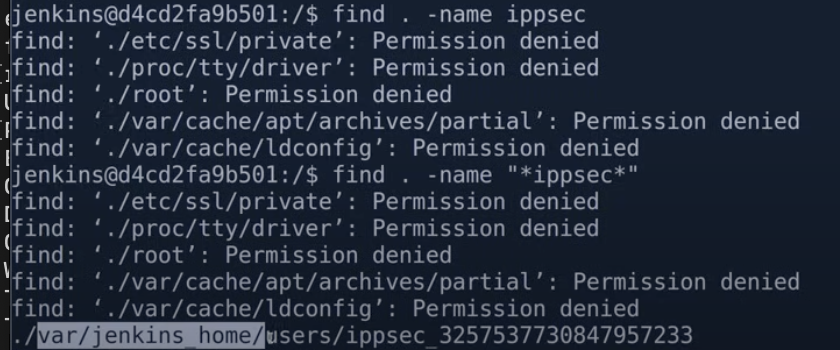 jenkins@d4cd2fa9b501:/$ find . -name ippsec
find: ‘./etc/ssl/private’: Permission denied
find: ‘./proc/tty/driver’: Permission denied
find: ‘./root’: Permission denied
find: ‘./var/cache/apt/archives/partial’: Permission denied
find: ‘./var/cache/ldconfig’: Permission denied
jenkins@d4cd2fa9b501:/$ find . -name "*ippsec*"
find: ‘./etc/ssl/private’: Permission denied
find: ‘./proc/tty/driver’: Permission denied
find: ‘./root’: Permission denied
find: ‘./var/cache/apt/archives/partial’: Permission denied
find: ‘./var/cache/ldconfig’: Permission denied
./var/jenkins_home/users/ippsec_3257537730847957233